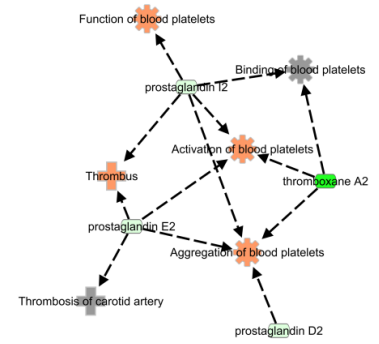 Function of blood platelets
Binding of blood platelets
prostaglandin I2
Activation of blood platelets
Thrombus
thromboxane A2
prostaglandin E2
Aggregation of blood platelets
Thrombosis of carotid artery
prostaglandin D2